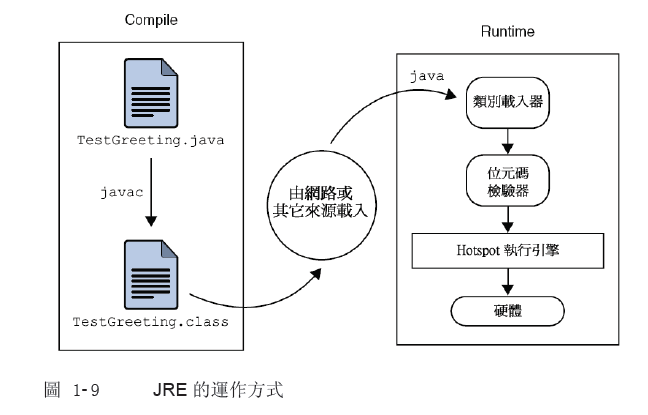 Compile
TestGreeting.java
javac
TestGreeting.class
由網路或
其它來源載入
java
Runtime
類別載入器
位元碼
檢驗器
Hotspot 執行引擎
硬體
圖 1-9 JRE 的運作方式